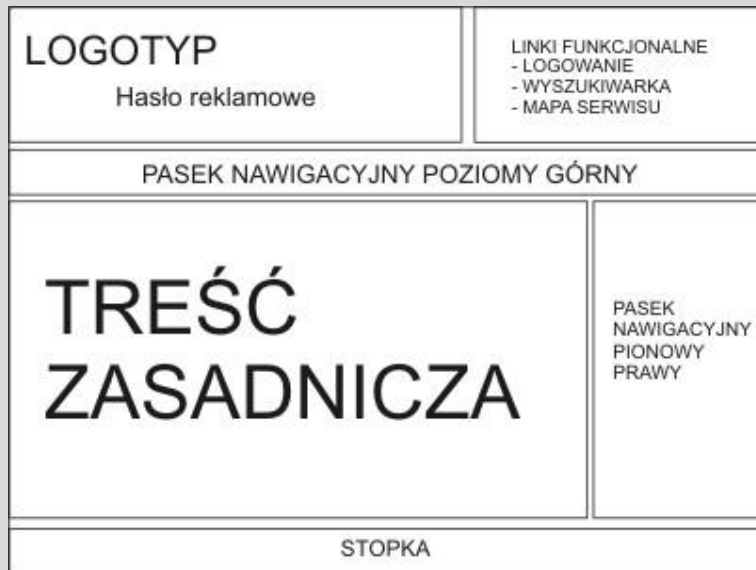 LOGOTYP
Hasło reklamowe
LINKI FUNKCJONALNE
- LOGOWANIE
- WYSZUKIWARKA
- MAPA SERWISU
PASEK NAWIGACYJNY POZIOMY GÓRNY
TREŚĆ
ZASADNICZA
PASEK
NAWIGACYJNY
PIONOWY
PRAWY
STOPKA